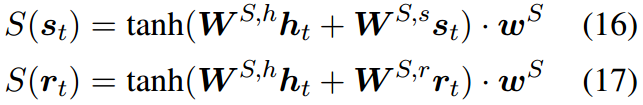 S(s_t) = tanh(W^{S,h} h_t + W^{S,s} s_t) · w^S (16)
S(r_t) = tanh(W^{S,h} h_t + W^{S,r} r_t) · w^S (17)